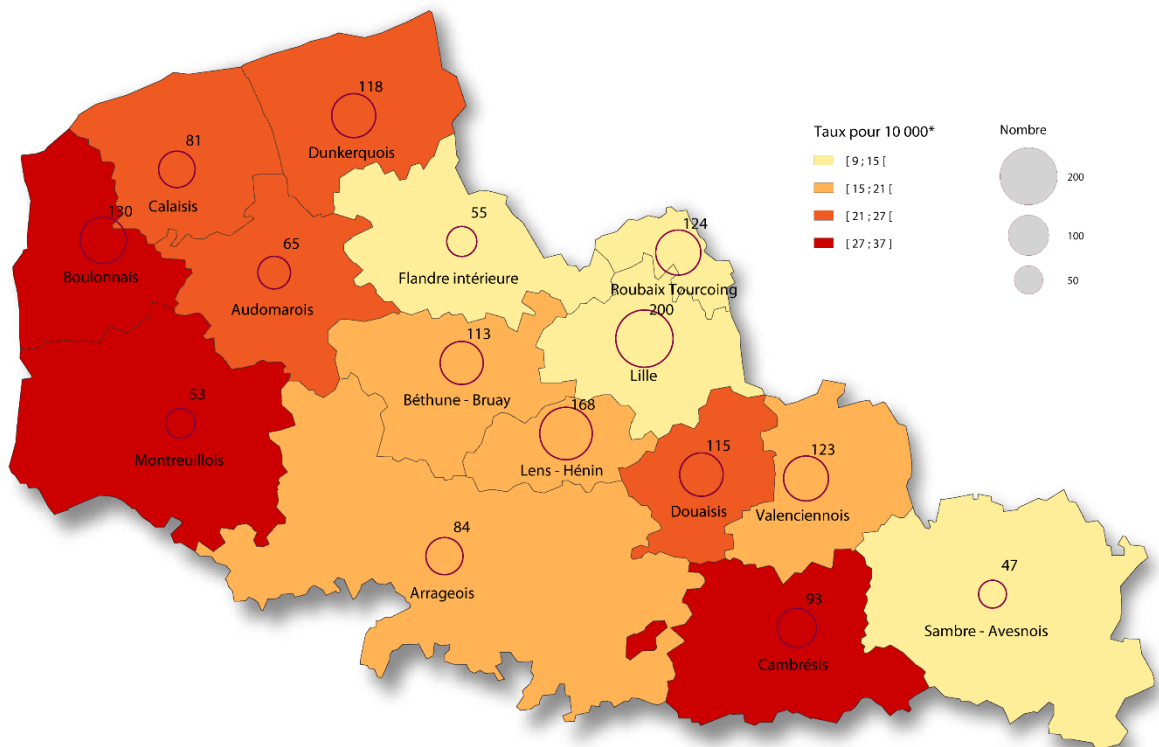 118
Dunkerquois
81
Calaisis
130
Boulonnais
65
Audomarois
55
Flandre intérieure
124
Roubaix Tourcoing
200
Lille
113
Béthune - Bruay
168
Lens - Hénin
53
Montreuillois
115
Douaisis
123
Valenciennois
84
Arrageois
93
Cambrésis
47
Sambre - Avesnois
Taux pour 10 000*
[ 9 ; 15 [
[ 15 ; 21 [
[ 21 ; 27 [
[ 27 ; 37 ]
Nombre
200
100
50